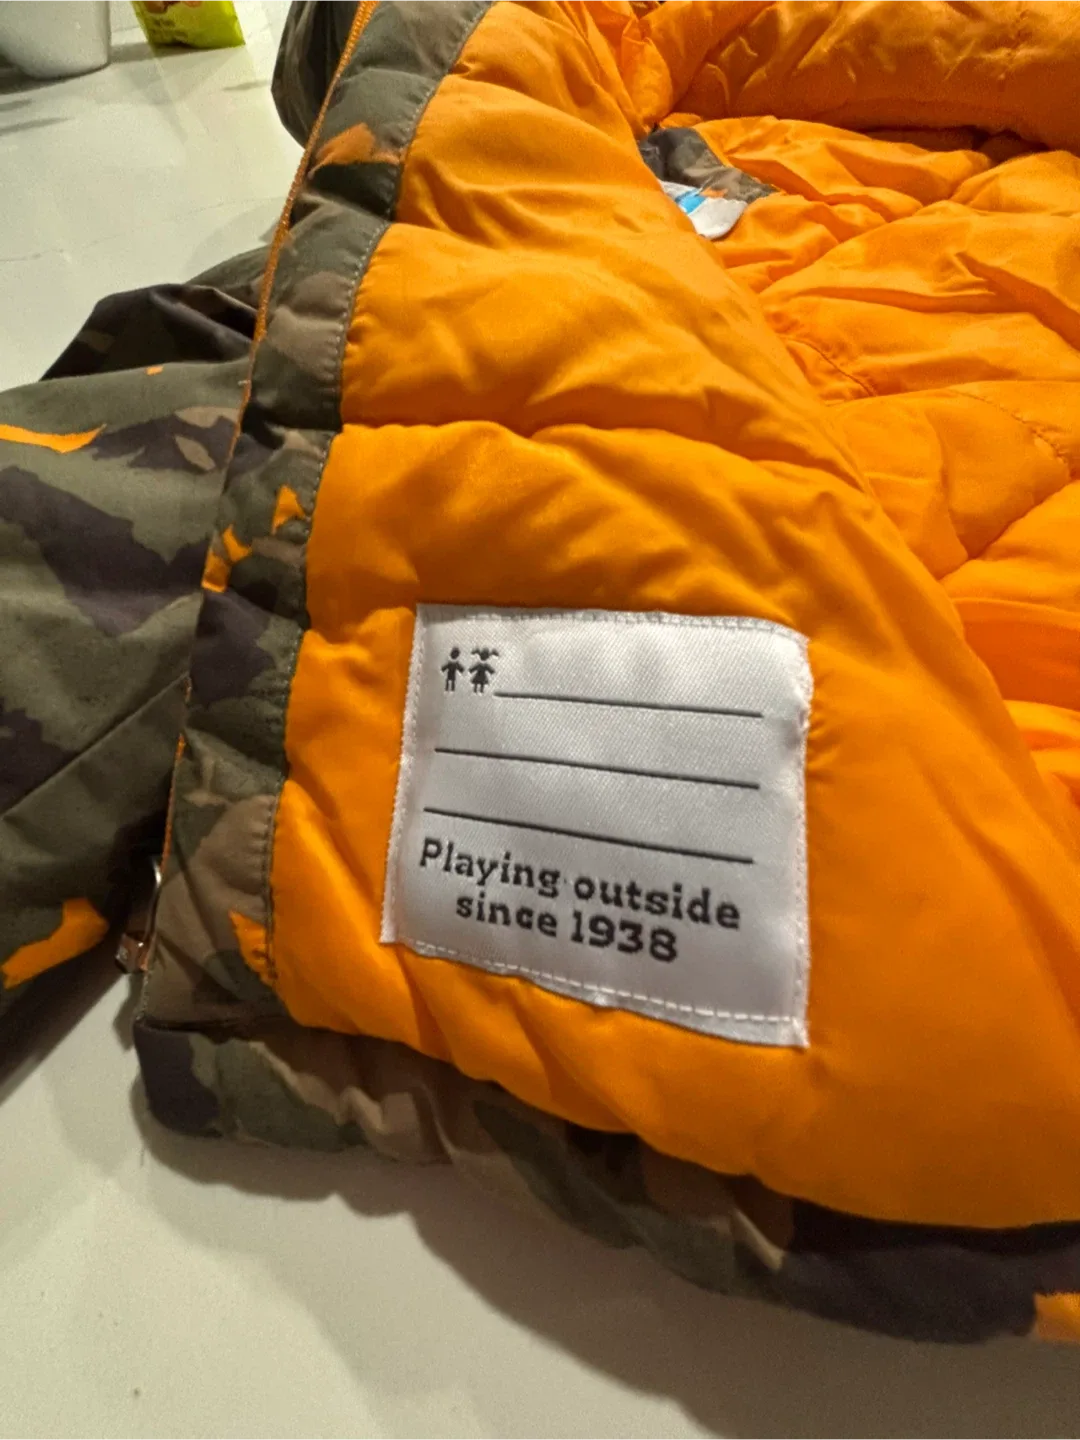 Playing outside
since 1938